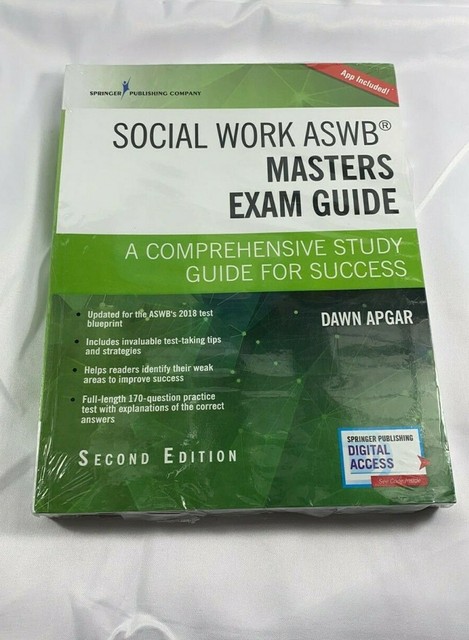 App Included!
SPRINGER PUBLISHING COMPANY
SOCIAL WORK ASWB®
MASTERS
EXAM GUIDE
A COMPREHENSIVE STUDY
GUIDE FOR SUCCESS
• Updated for the ASWB's 2018 test
blueprint
• Includes invaluable test-taking tips
and strategies
• Helps readers identify their weak
areas to improve success
• Full-length 170-question practice
test with explanations of the correct
answers
DAWN APGAR
SECOND EDITION
SPRINGER PUBLISHING
DIGITAL
ACCESS